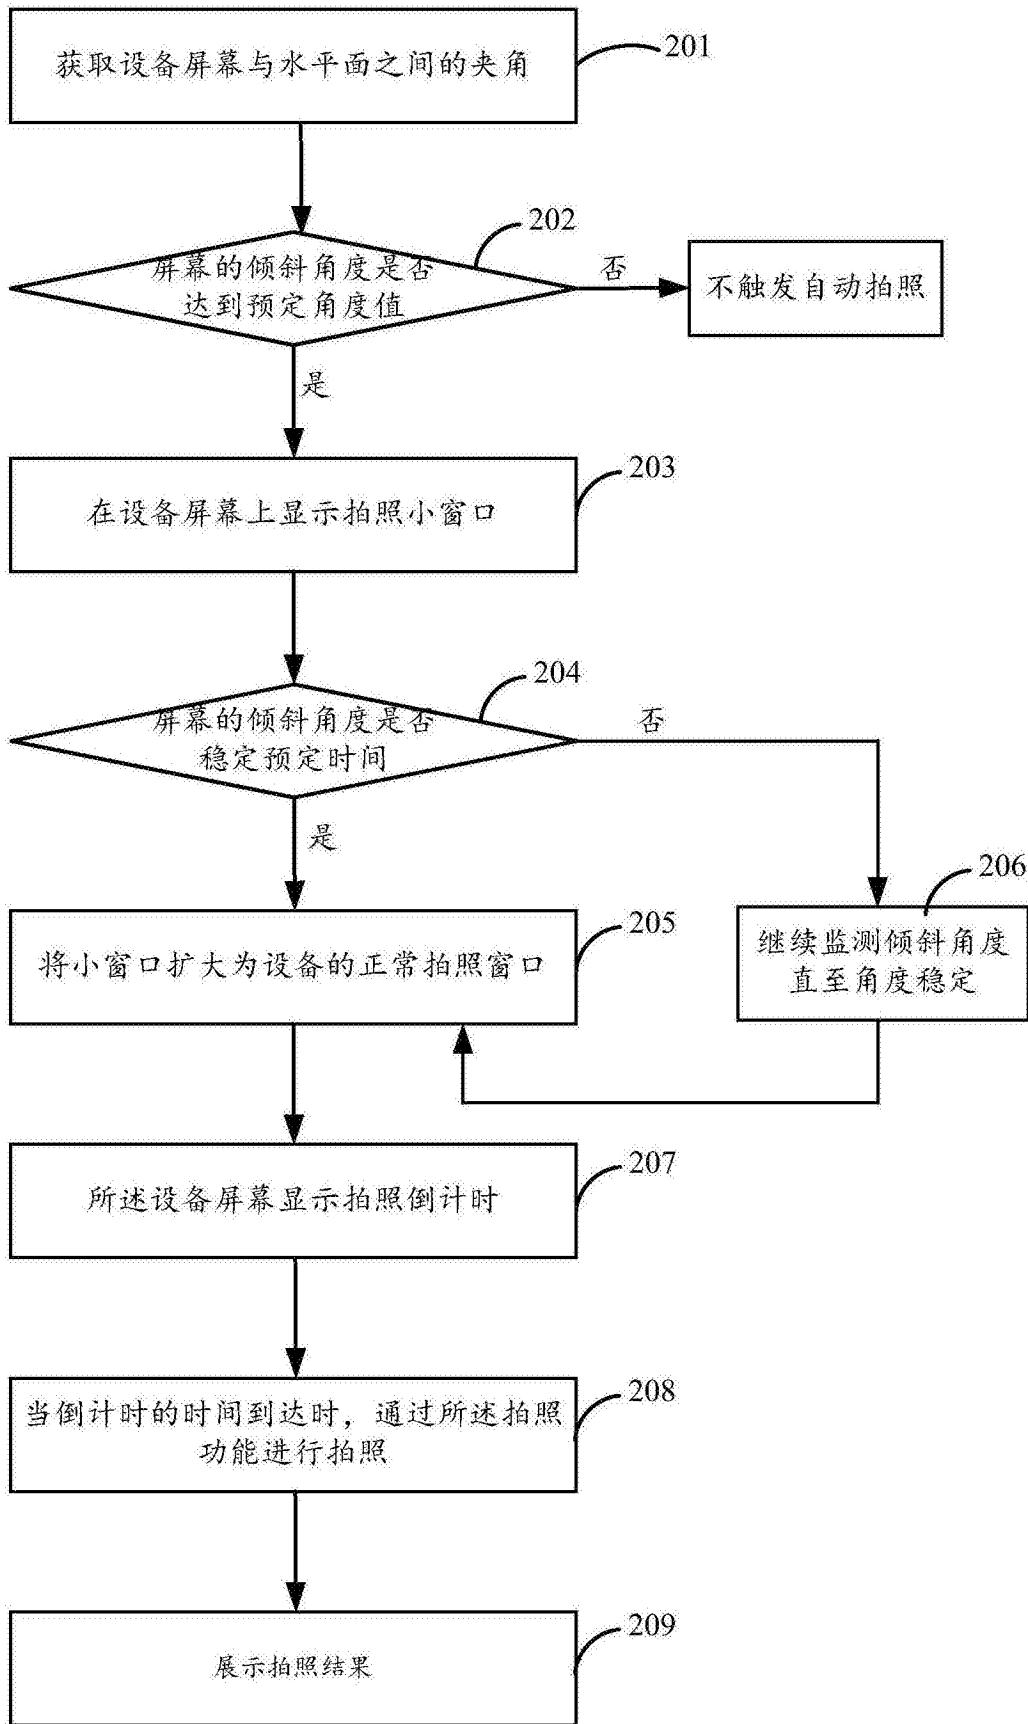 获取设备屏幕与水平面之间的夹角
201
202
屏幕的倾斜角度是否
达到预定角度值
否
不触发自动拍照
是
203
在设备屏幕上显示拍照小窗口
204
屏幕的倾斜角度是否
稳定预定时间
否
是
206
继续监测倾斜角度
直至角度稳定
205
将小窗口扩大为设备的正常拍照窗口
207
所述设备屏幕显示拍照倒计时
208
当倒计时的时间到达时，通过所述拍照
功能进行拍照
209
展示拍照结果